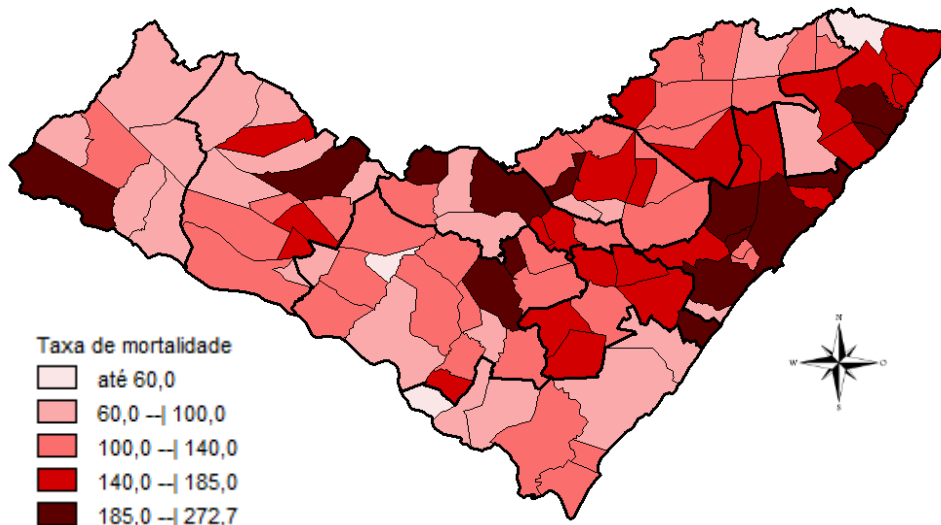 Taxa de mortalidade
até 60,0
60,0 --| 100,0
100,0 --| 140,0
140,0 --| 185,0
185,0 --| 272,7
N
W
O
S